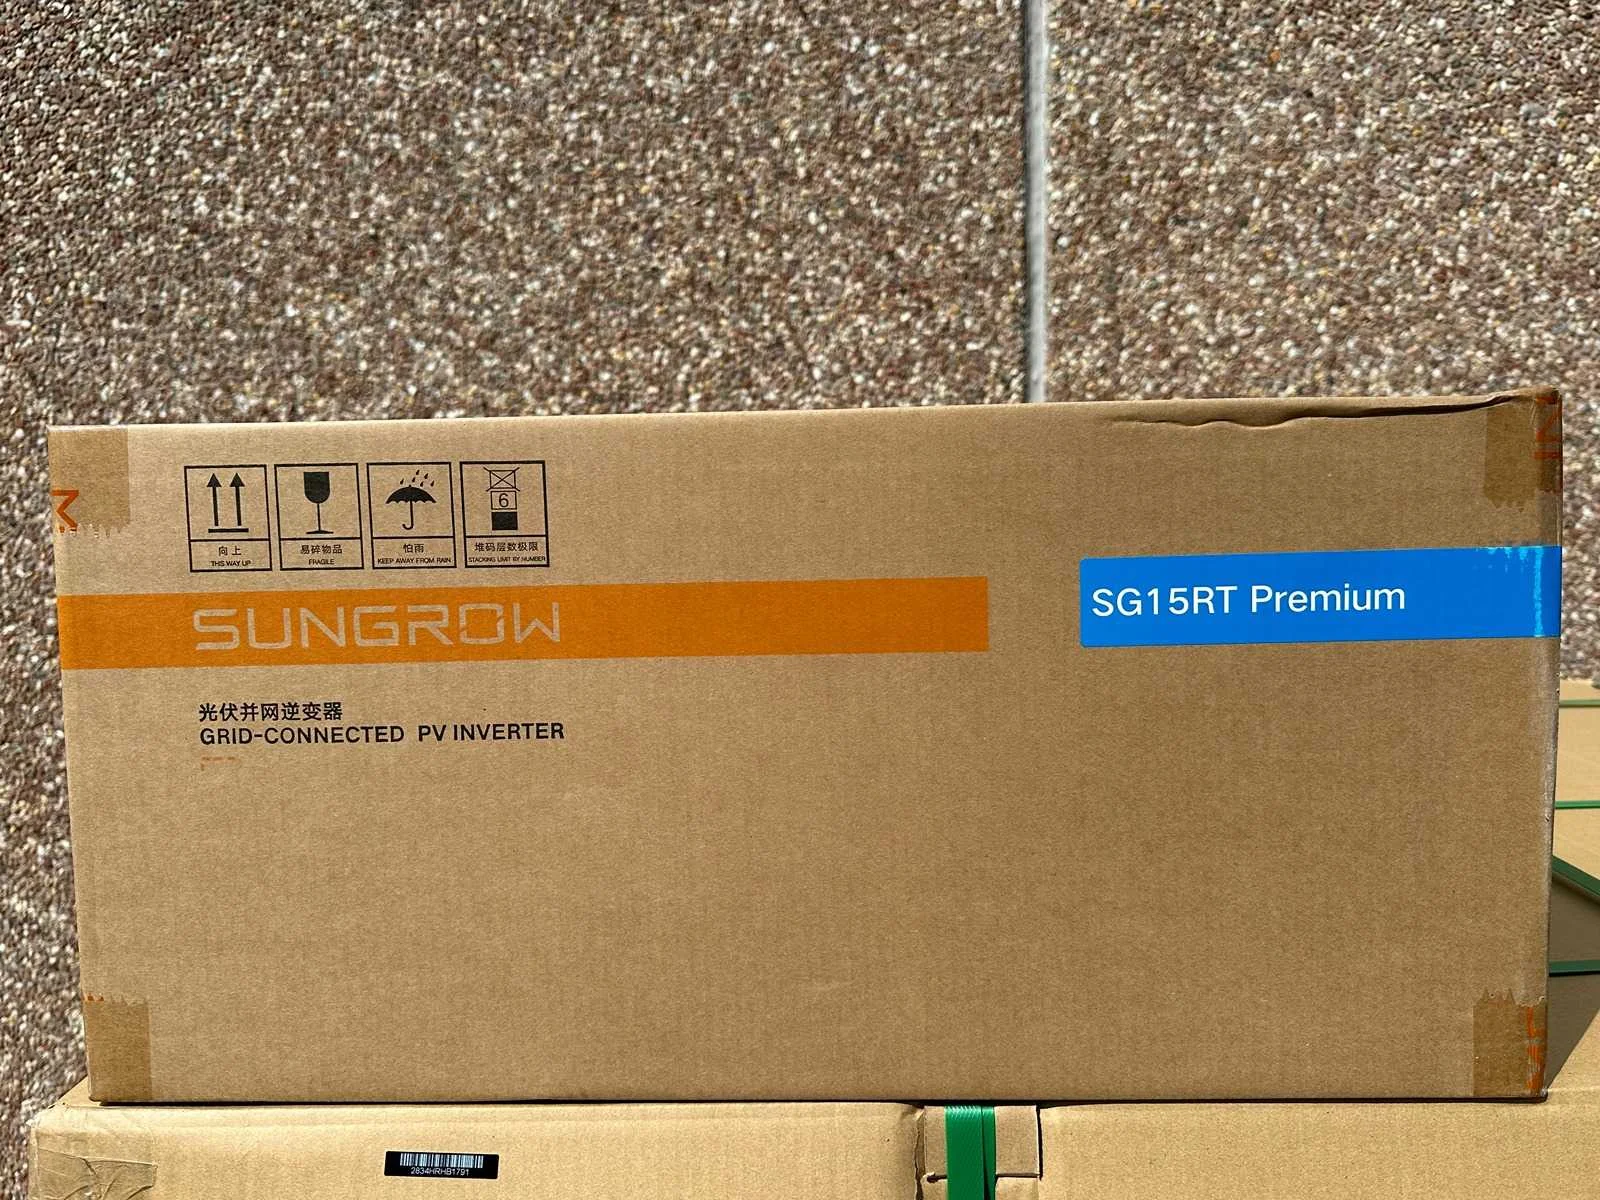 6
向上
THIS WAY UP
易碎物品
FRAGILE
怕雨
KEEP AWAY FROM RAIN
堆码层数极限
STACKING LIMIT BY NUMBER
SUNGROW
SG15RT Premium
光伏并网逆变器
GRID-CONNECTED PV INVERTER
2834HRHB1791